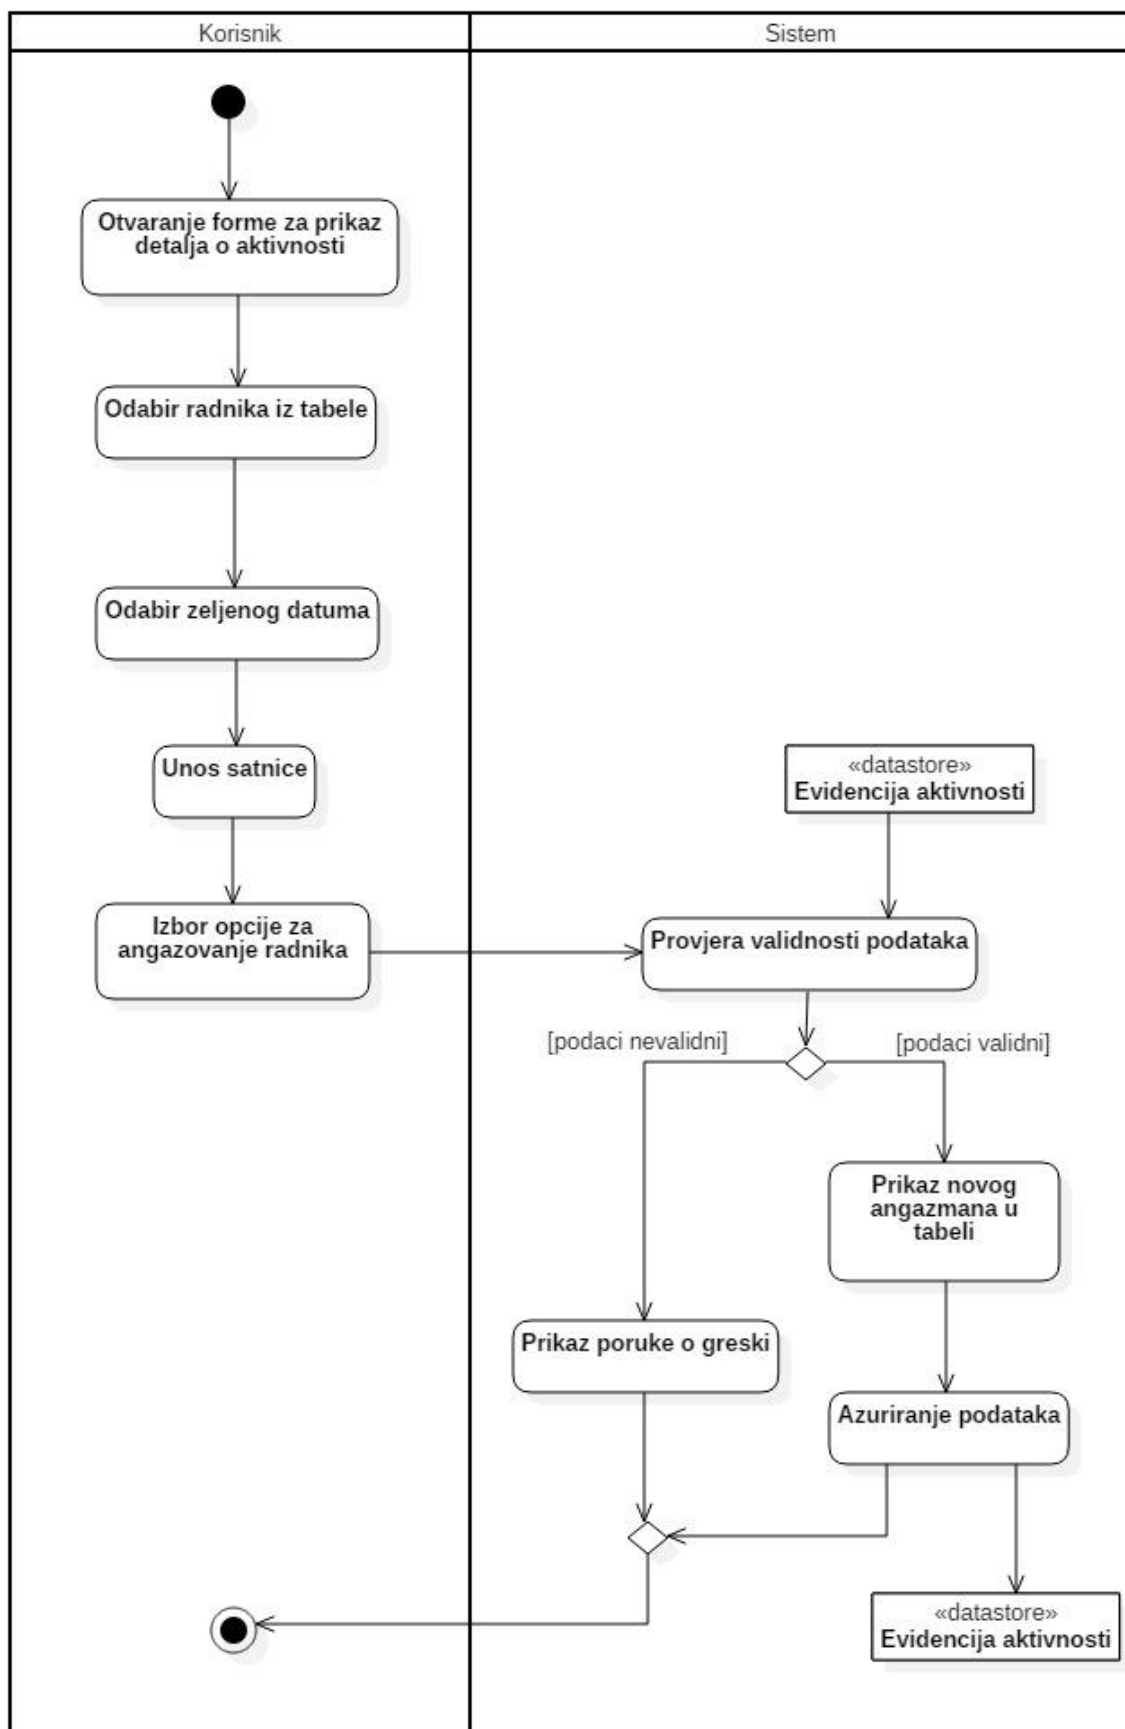 Korisnik
Sistem
Otvaranje forme za prikaz
detalja o aktivnosti
Odabir radnika iz tabele
Odabir zeljenog datuma
Unos satnice
«datastore»
Evidencija aktivnosti
Izbor opcije za
angazovanje radnika
Provjera validnosti podataka
[podaci nevalidni]
[podaci validni]
Prikaz novog
angazmana u
tabeli
Prikaz poruke o greski
Azuriranje podataka
«datastore»
Evidencija aktivnosti